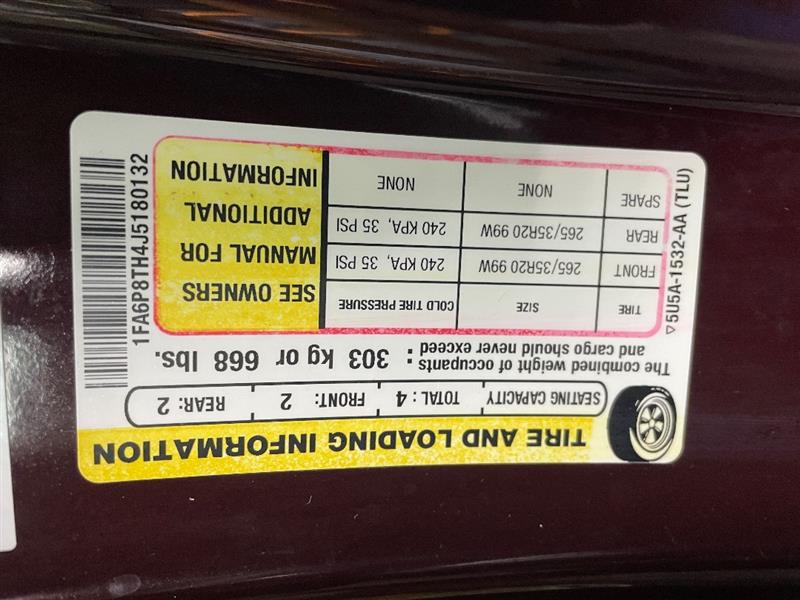 TIRE AND LOADING INFORMATION
SEATING CAPACITY TOTAL : 4 FRONT: 2 REAR: 2
The combined weight of occupants and cargo should never exceed : 303 kg or 668 lbs.
TIRE SIZE COLD TIRE PRESSURE
FRONT 265/35R20 99W 240 KPA, 35 PSI
REAR 265/35R20 99W 240 KPA, 35 PSI
SPARE NONE NONE
SEE OWNERS
MANUAL FOR
ADDITIONAL
INFORMATION
▽5U5A-1532-AA (TLU)
1FA6P8TH4J5180132